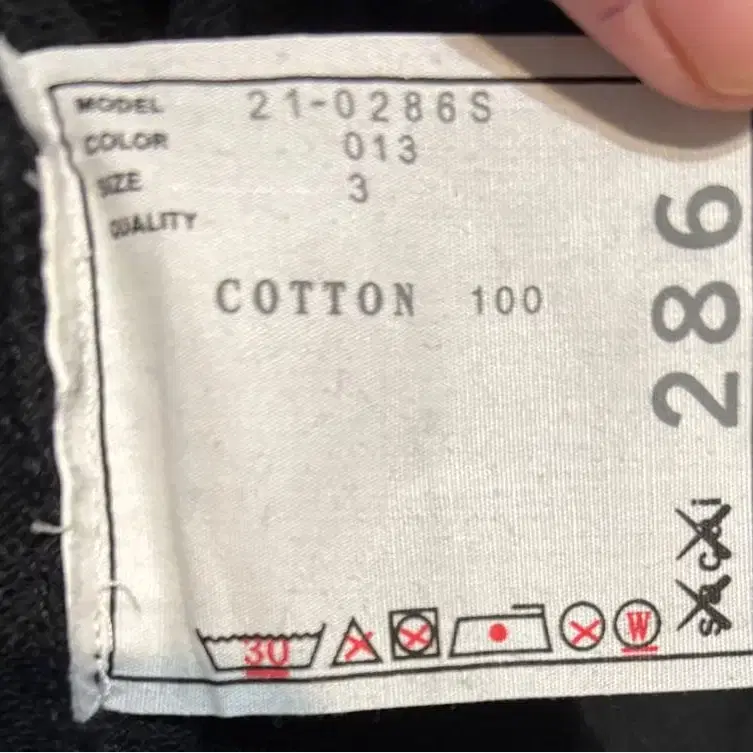 MODEL 21-0286S
COLOR 013
SIZE 3
QUALITY
COTTON 100
286
30
W